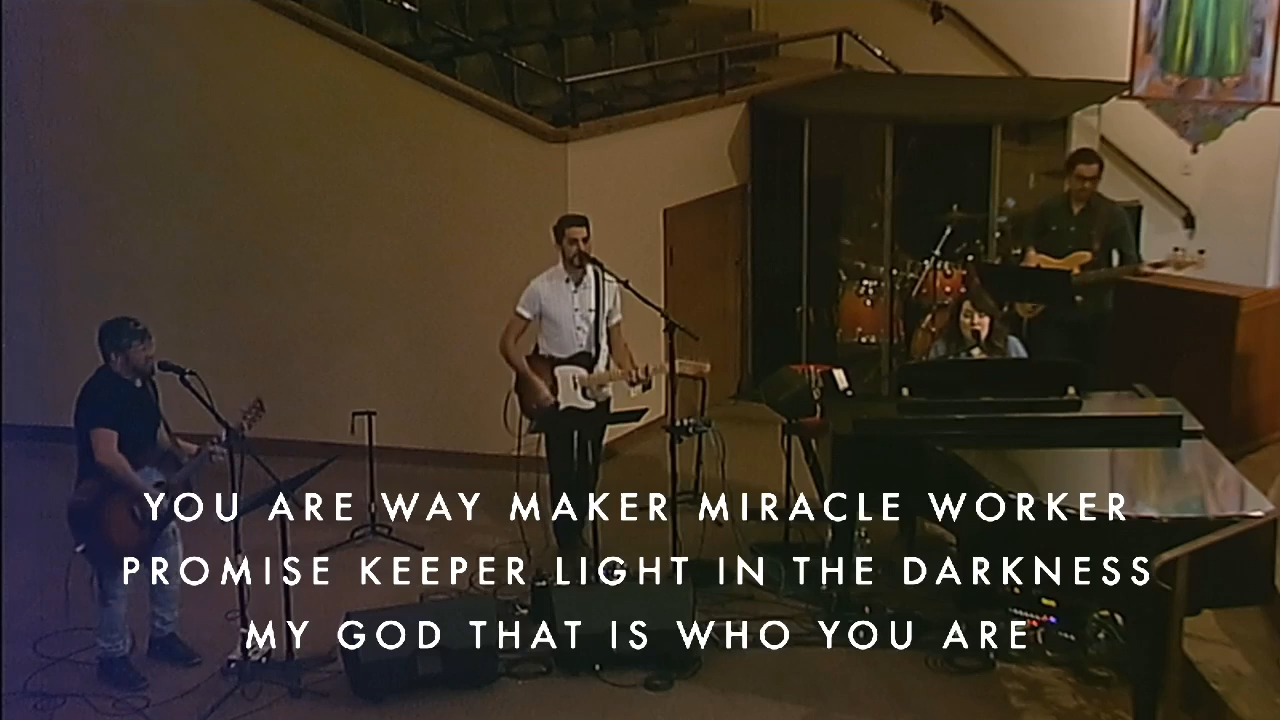 YOU ARE WAY MAKER MIRACLE WORKER
PROMISE KEEPER LIGHT IN THE DARKNESS
MY GOD THAT IS WHO YOU ARE